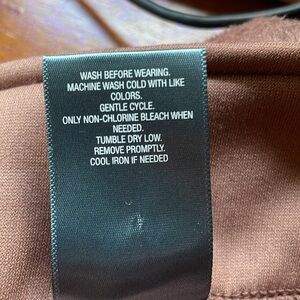 WASH BEFORE WEARING.
MACHINE WASH COLD WITH LIKE
COLORS.
GENTLE CYCLE.
ONLY NON-CHLORINE BLEACH WHEN
NEEDED.
TUMBLE DRY LOW.
REMOVE PROMPTLY.
COOL IRON IF NEEDED